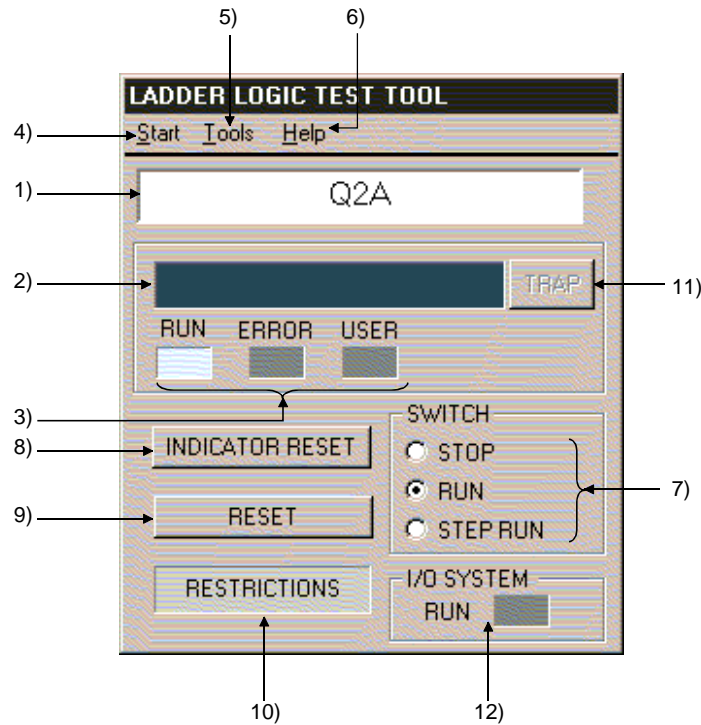 5)
6)
LADDER LOGIC TEST TOOL
4)
Start Tools Help
1)
Q2A
2)
TRAP
11)
RUN ERROR USER
3)
SWITCH
8)
INDICATOR RESET
STOP
RUN
7)
9)
RESET
STEP RUN
RESTRICTIONS
I/O SYSTEM
RUN
10)
12)